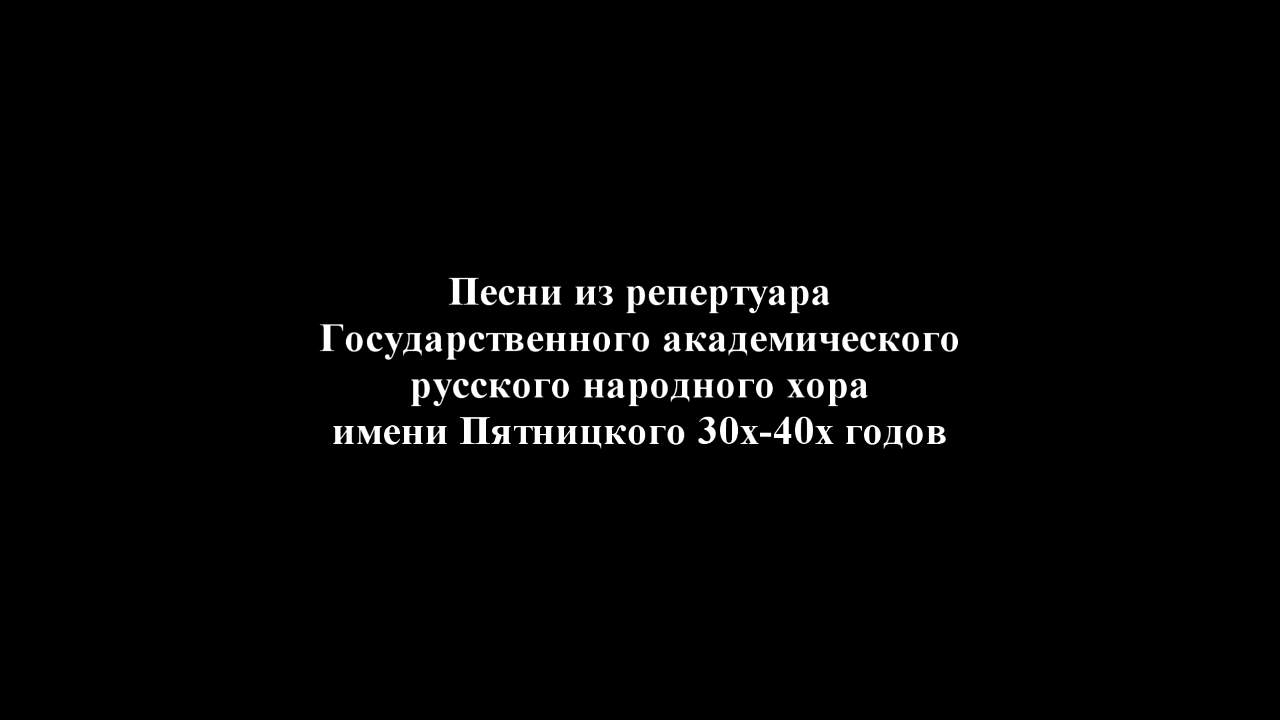 Песни из репертуара
Государственного академического
русского народного хора
имени Пятницкого 30х-40х годов